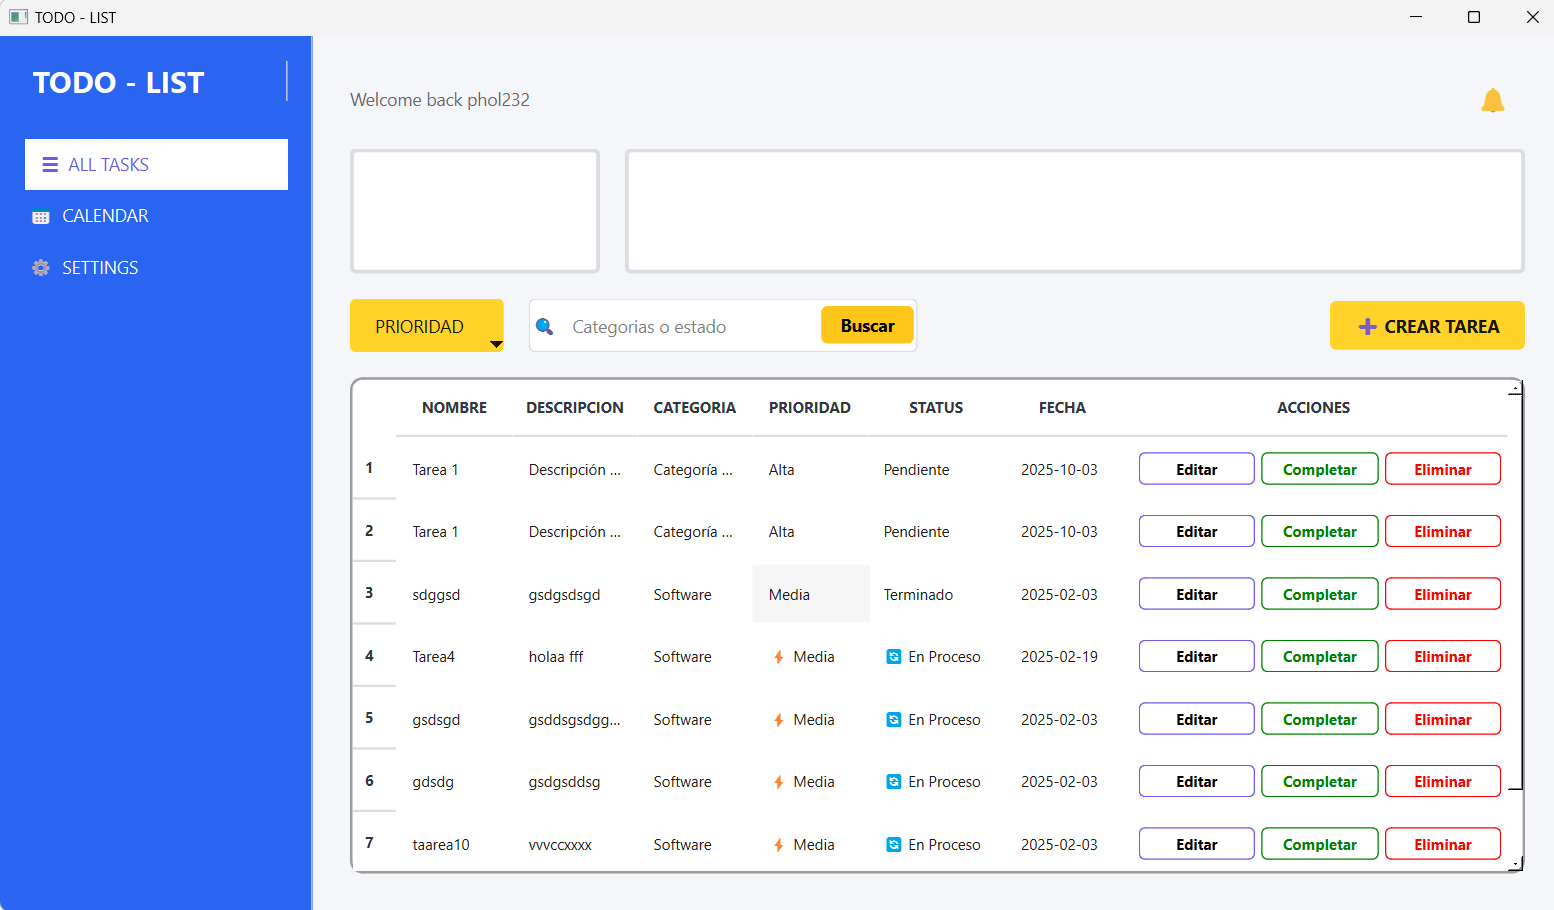 TODO - LIST
TODO - LIST
ALL TASKS
CALENDAR
SETTINGS
Welcome back phol232
PRIORIDAD
Categorias o estado
Buscar
CREAR TAREA
NOMBRE DESCRIPCION CATEGORIA PRIORIDAD STATUS FECHA ACCIONES
1 Tarea 1 Descripción ... Categoría ... Alta Pendiente 2025-10-03 Editar Completar Eliminar
2 Tarea 1 Descripción ... Categoría ... Alta Pendiente 2025-10-03 Editar Completar Eliminar
3 sdggsd gsdgsdsgd Software Media Terminado 2025-02-03 Editar Completar Eliminar
4 Tarea4 holaa fff Software Media En Proceso 2025-02-19 Editar Completar Eliminar
5 gsdsgd gsddsgsdgg... Software Media En Proceso 2025-02-03 Editar Completar Eliminar
6 gdsdg gsdgsddsg Software Media En Proceso 2025-02-03 Editar Completar Eliminar
7 taarea10 vvvccxxxx Software Media En Proceso 2025-02-03 Editar Completar Eliminar